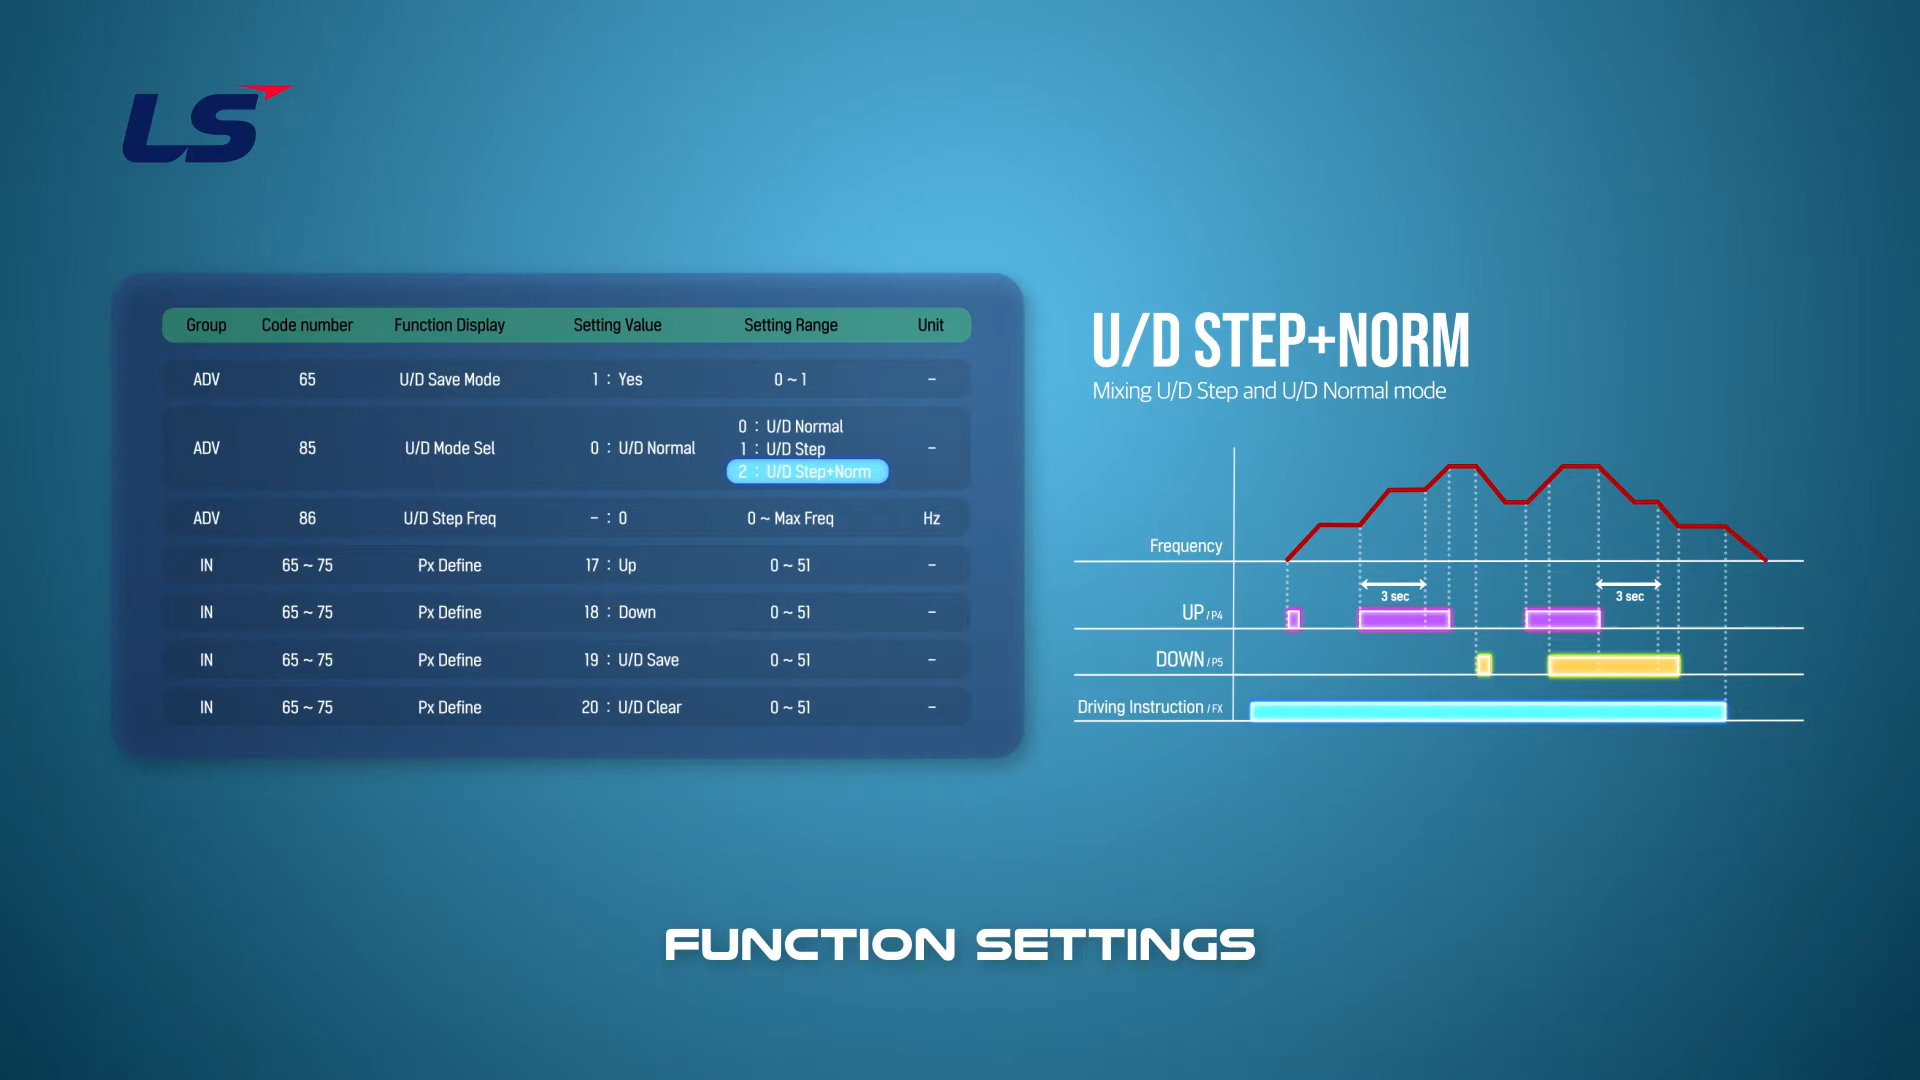 LS
Group Code number Function Display Setting Value Setting Range Unit
ADV 65 U/D Save Mode 1 : Yes 0 ~ 1 –
ADV 85 U/D Mode Sel 0 : U/D Normal 0 : U/D Normal –
1 : U/D Step
2 : U/D Step+Norm
ADV 86 U/D Step Freq – : 0 0 ~ Max Freq Hz
IN 65 ~ 75 Px Define 17 : Up 0 ~ 51 –
IN 65 ~ 75 Px Define 18 : Down 0 ~ 51 –
IN 65 ~ 75 Px Define 19 : U/D Save 0 ~ 51 –
IN 65 ~ 75 Px Define 20 : U/D Clear 0 ~ 51 –
U/D STEP+NORM
Mixing U/D Step and U/D Normal mode
Frequency
3 sec 3 sec
UP / P4
DOWN / P5
Driving Instruction / FX
FUNCTION SETTINGS